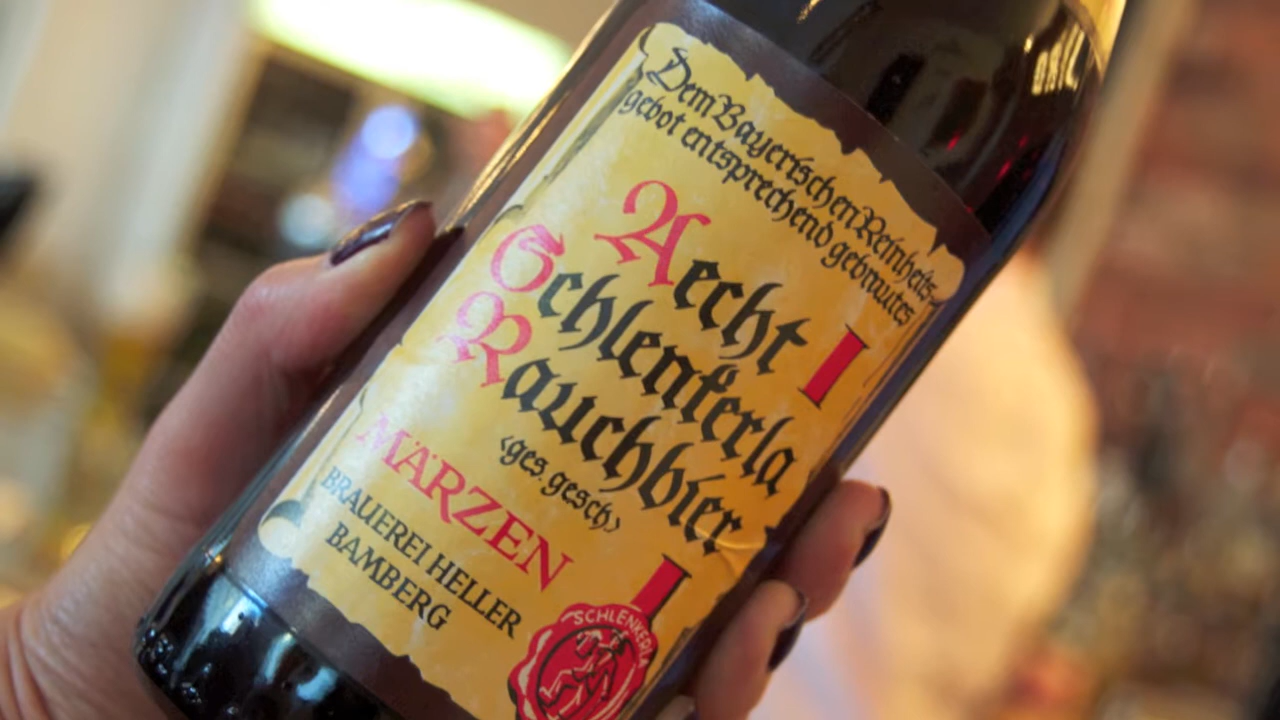 Dem Bayerischen Reinheits-
gebot entsprechend gebrautes
Aecht
Schlenkerla
Rauchbier
‹ges. gesch›
MÄRZEN
BRAUEREI HELLER
BAMBERG
SCHLENKERLA